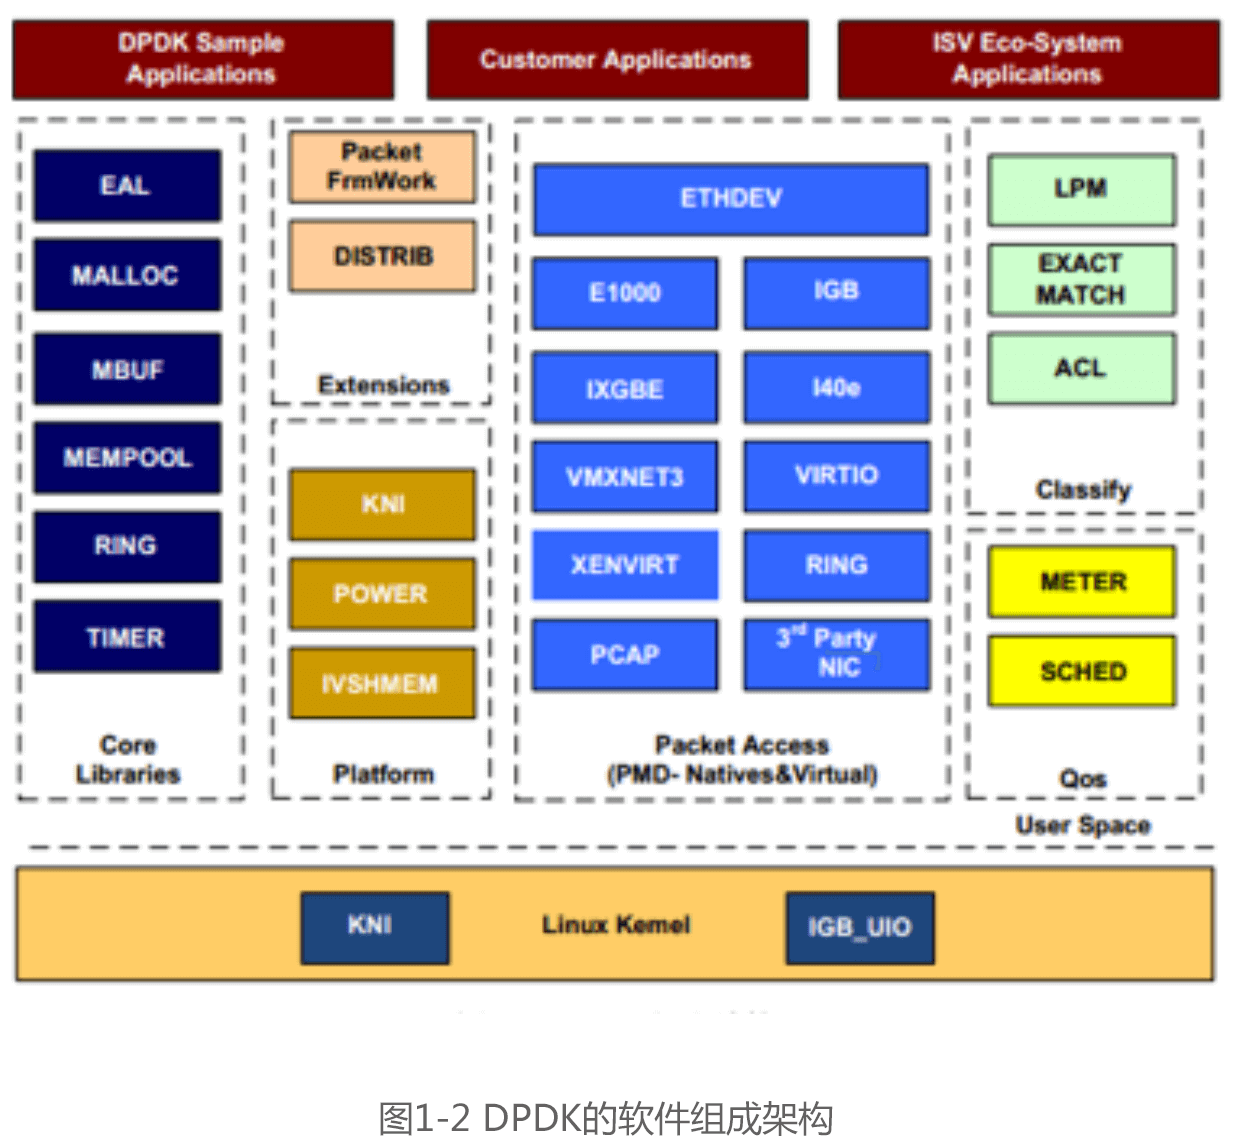 DPDK Sample
Applications
Customer Applications
ISV Eco-System
Applications
EAL
MALLOC
MBUF
MEMPOOL
RING
TIMER
Core
Libraries
Packet
FrmWork
DISTRIB
Extensions
KNI
POWER
IVSHMEM
Platform
ETHDEV
E1000
IGB
IXGBE
I40e
VMXNET3
VIRTIO
XENVIRT
RING
PCAP
3rd Party
NIC
Packet Access
(PMD- Natives&Virtual)
LPM
EXACT
MATCH
ACL
Classify
METER
SCHED
Qos
User Space
KNI
Linux Kernel
IGB_UIO
图1-2 DPDK的软件组成架构